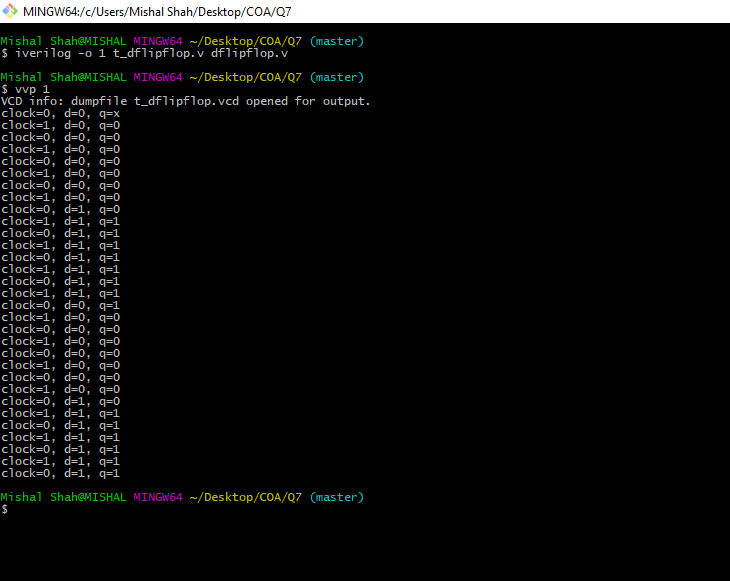 MINGW64:/c/Users/Mishal Shah/Desktop/COA/Q7
Mishal Shah@MISHAL MINGW64 ~/Desktop/COA/Q7 (master)
$ iverilog -o 1 t_dflipflop.v dflipflop.v
Mishal Shah@MISHAL MINGW64 ~/Desktop/COA/Q7 (master)
$ vvp 1
VCD info: dumpfile t_dflipflop.vcd opened for output.
clock=0, d=0, q=x
clock=1, d=0, q=0
clock=0, d=0, q=0
clock=1, d=0, q=0
clock=0, d=0, q=0
clock=1, d=0, q=0
clock=0, d=0, q=0
clock=1, d=0, q=0
clock=0, d=1, q=0
clock=1, d=1, q=1
clock=0, d=1, q=1
clock=1, d=1, q=1
clock=0, d=1, q=1
clock=1, d=1, q=1
clock=0, d=1, q=1
clock=1, d=1, q=1
clock=0, d=0, q=1
clock=1, d=0, q=0
clock=0, d=0, q=0
clock=1, d=0, q=0
clock=0, d=0, q=0
clock=1, d=0, q=0
clock=0, d=0, q=0
clock=1, d=0, q=0
clock=0, d=1, q=0
clock=1, d=1, q=1
clock=0, d=1, q=1
clock=1, d=1, q=1
clock=0, d=1, q=1
clock=1, d=1, q=1
clock=0, d=1, q=1
Mishal Shah@MISHAL MINGW64 ~/Desktop/COA/Q7 (master)
$